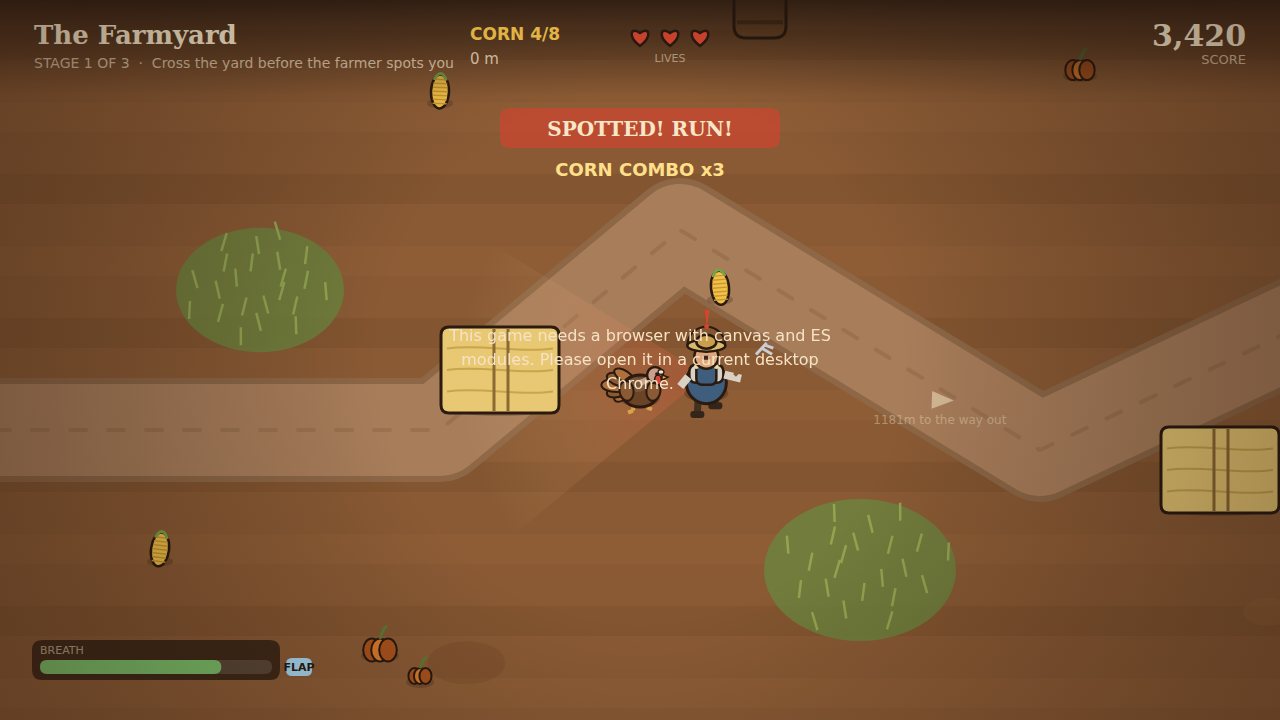 The Farmyard
STAGE 1 OF 3 · Cross the yard before the farmer spots you
CORN 4/8
0 m
LIVES
3,420
SCORE
SPOTTED! RUN!
CORN COMBO x3
This game needs a browser with canvas and ES
modules. Please open it in a current desktop
Chrome.
1181m to the way out
BREATH
FLAP